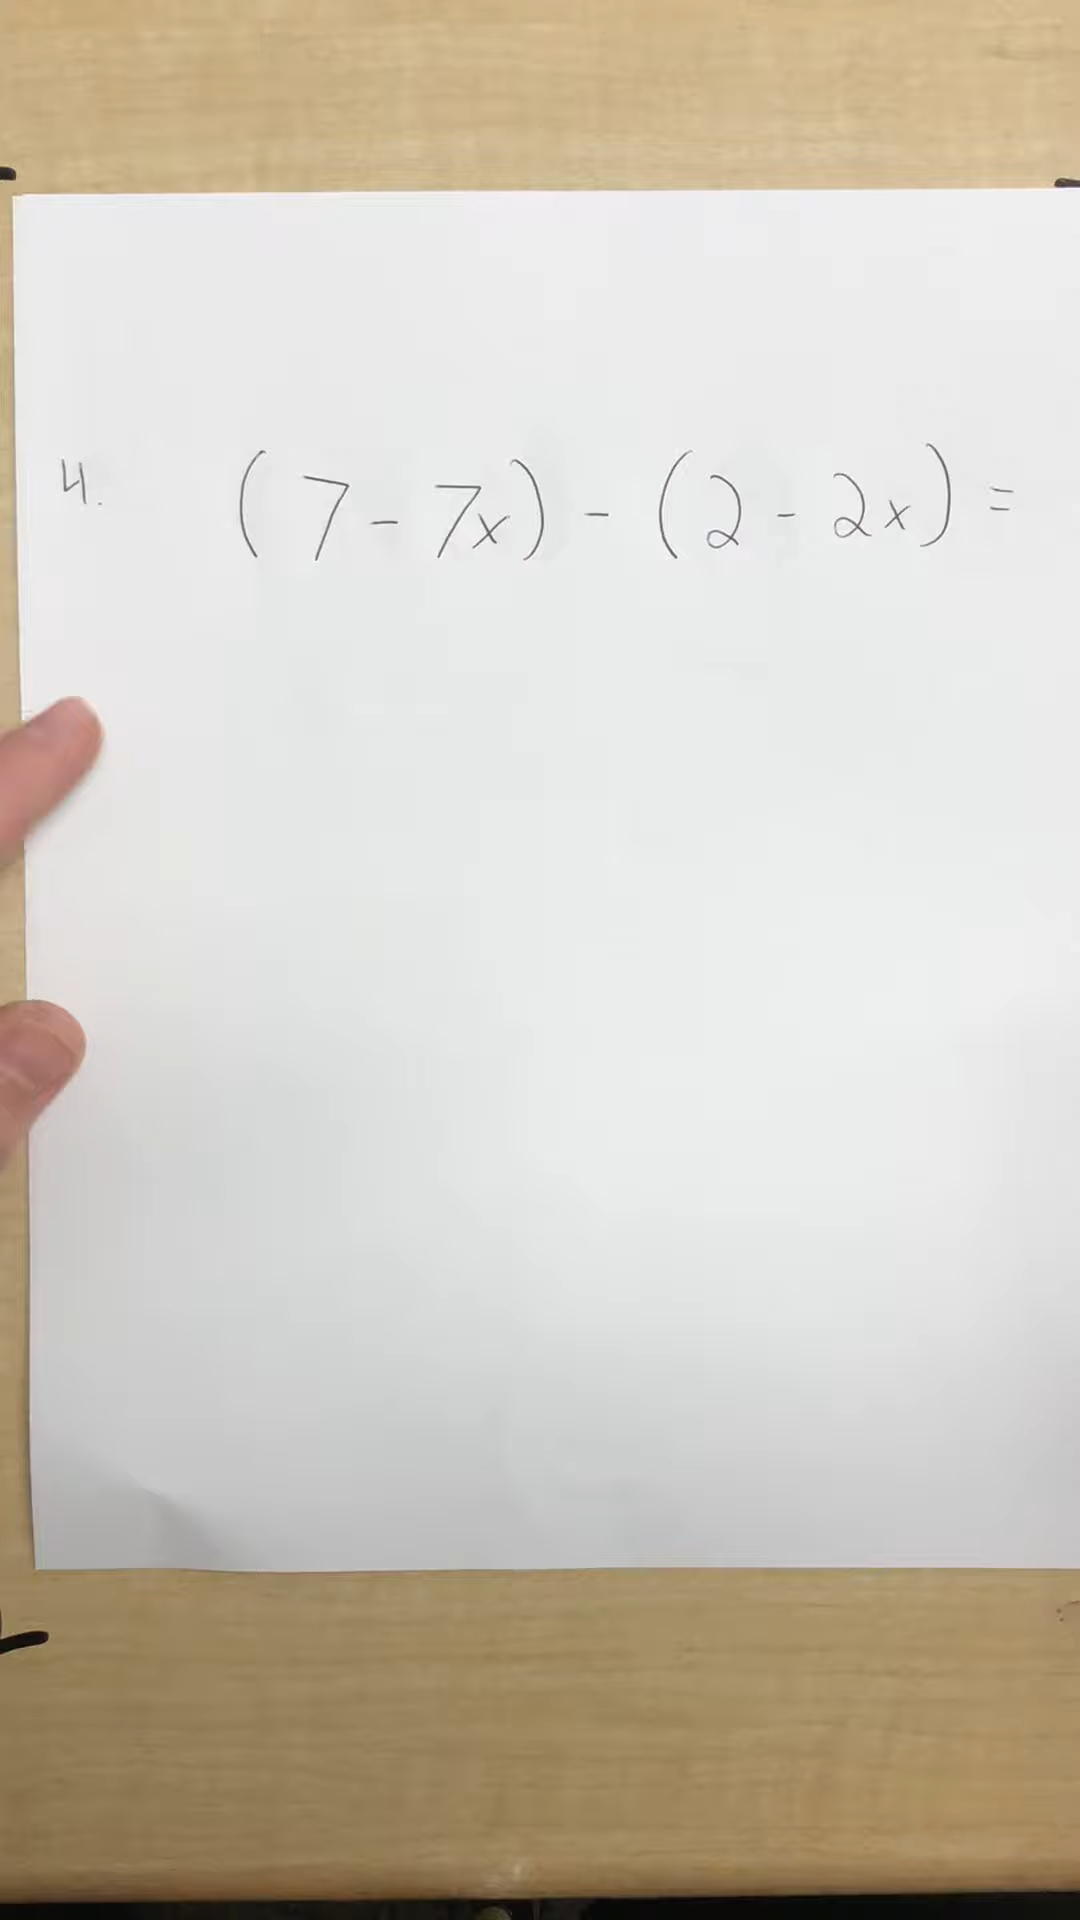 4. (7 - 7x) - (2 - 2x) =